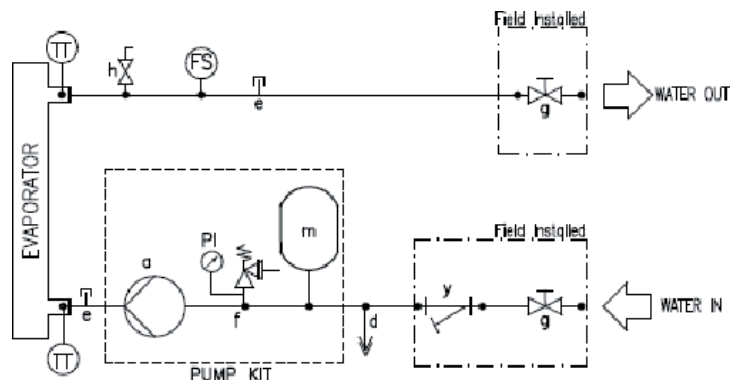 Field Installed
TT
h
FS
e
g
WATER OUT
EVAPORATOR
PI
m
a
Field Installed
y
e
f
d
g
WATER IN
TT
PUMP KIT